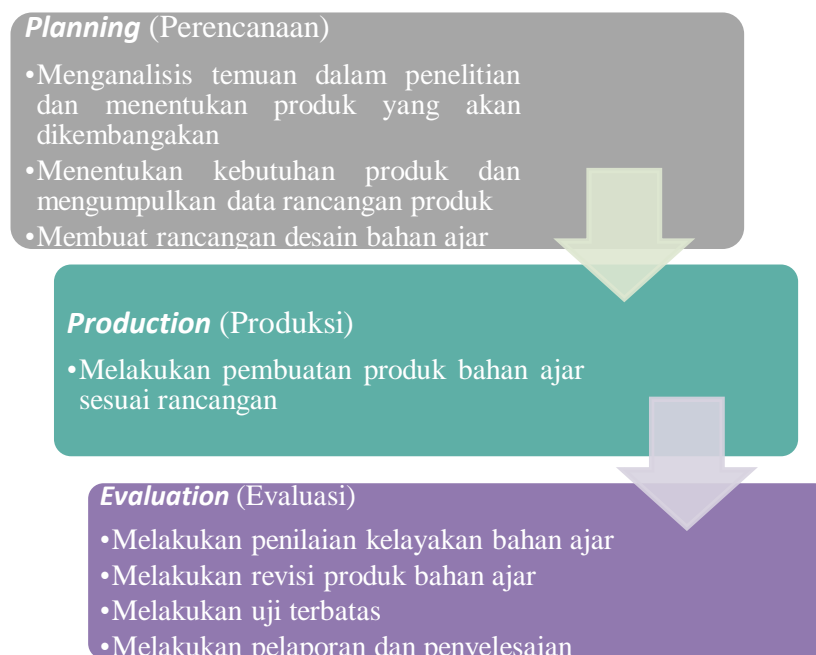 Planning (Perencanaan)
•Menganalisis temuan dalam penelitian
dan menentukan produk yang akan
dikembangakan
•Menentukan kebutuhan produk dan
mengumpulkan data rancangan produk
•Membuat rancangan desain bahan ajar
Production (Produksi)
•Melakukan pembuatan produk bahan ajar
sesuai rancangan
Evaluation (Evaluasi)
•Melakukan penilaian kelayakan bahan ajar
•Melakukan revisi produk bahan ajar
•Melakukan uji terbatas
•Melakukan pelaporan dan penyelesaian